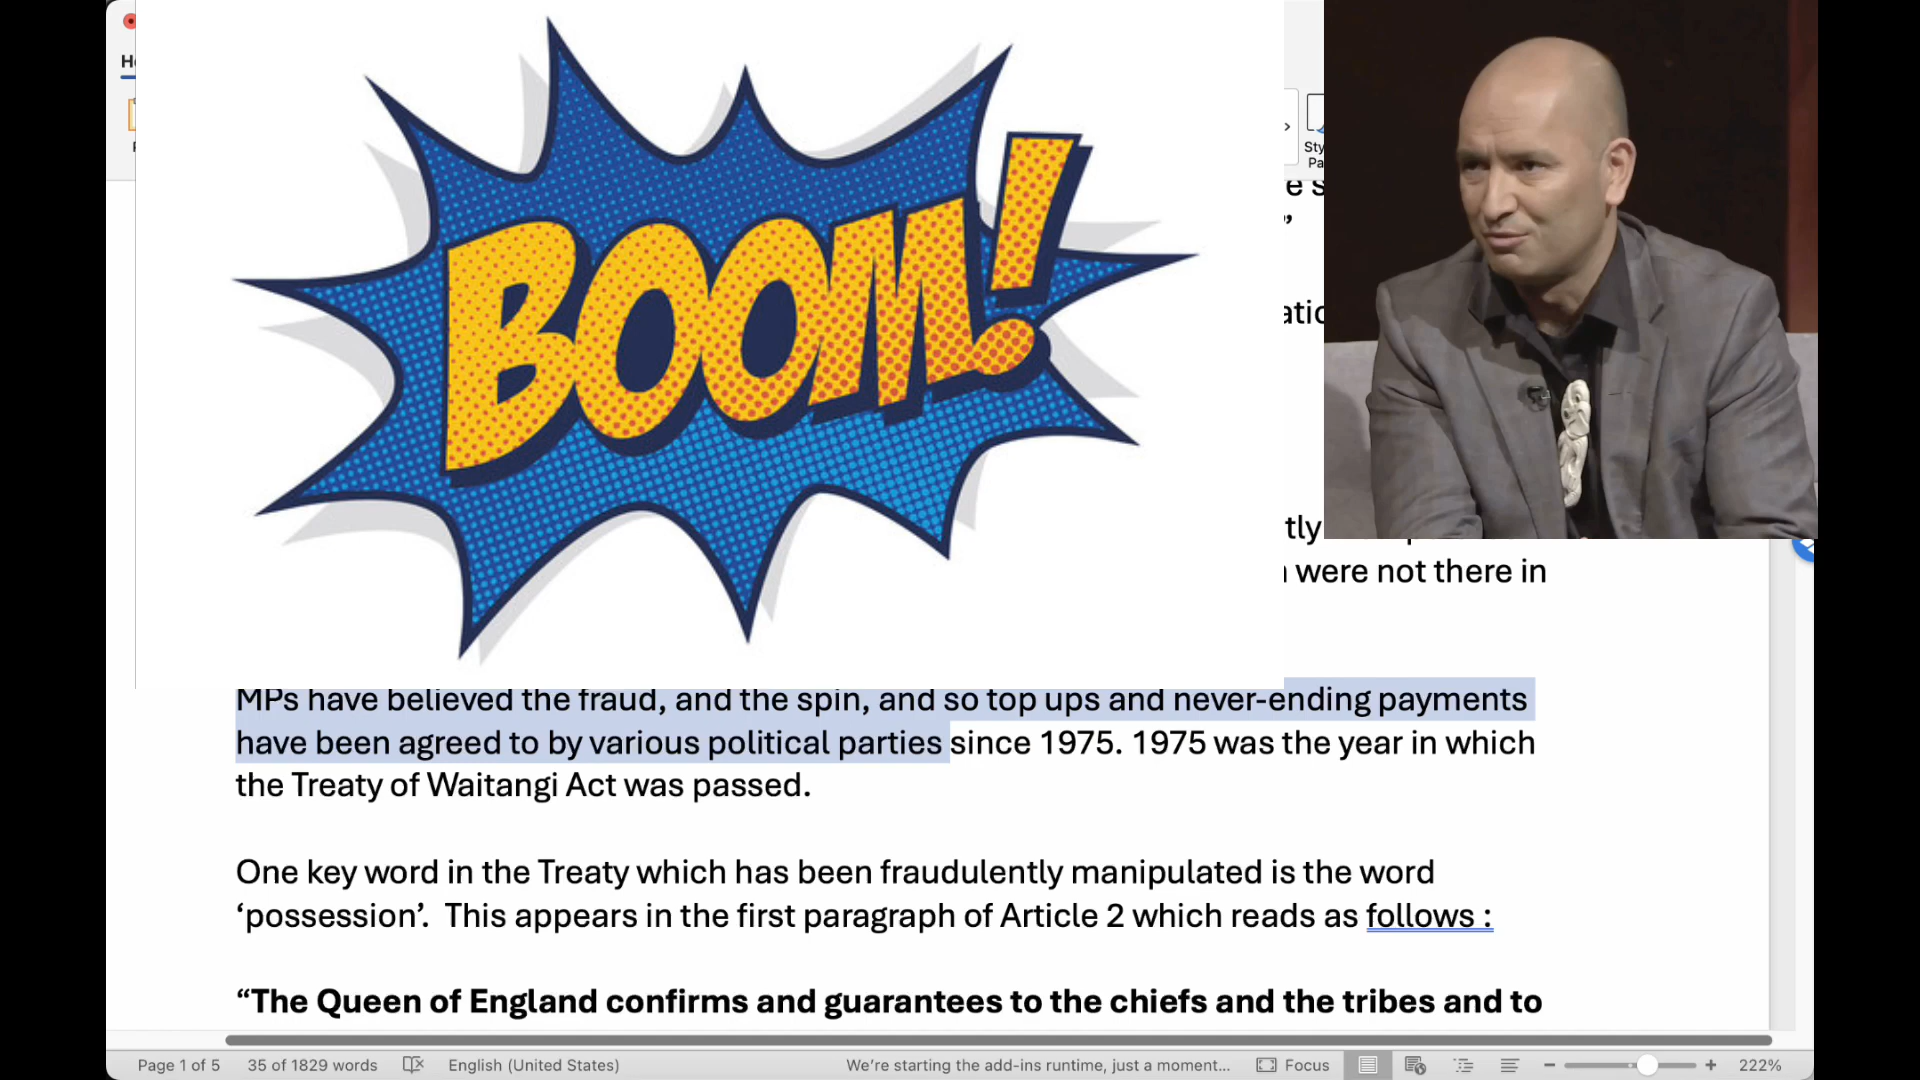 BOOM!
Sty
Pa
e s
”
atio
tly
were not there in
MPs have believed the fraud, and the spin, and so top ups and never-ending payments
have been agreed to by various political parties since 1975. 1975 was the year in which
the Treaty of Waitangi Act was passed.
One key word in the Treaty which has been fraudulently manipulated is the word
‘possession’. This appears in the first paragraph of Article 2 which reads as follows :
“The Queen of England confirms and guarantees to the chiefs and the tribes and to
Page 1 of 5 35 of 1829 words English (United States) We're starting the add-ins runtime, just a moment... Focus 222%